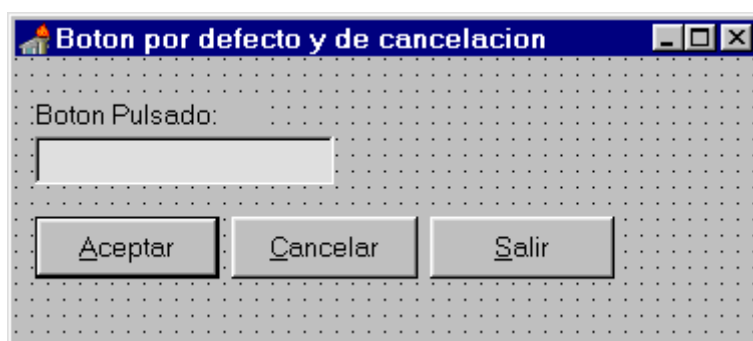 Boton por defecto y de cancelacion
Boton Pulsado:
Aceptar Cancelar Salir